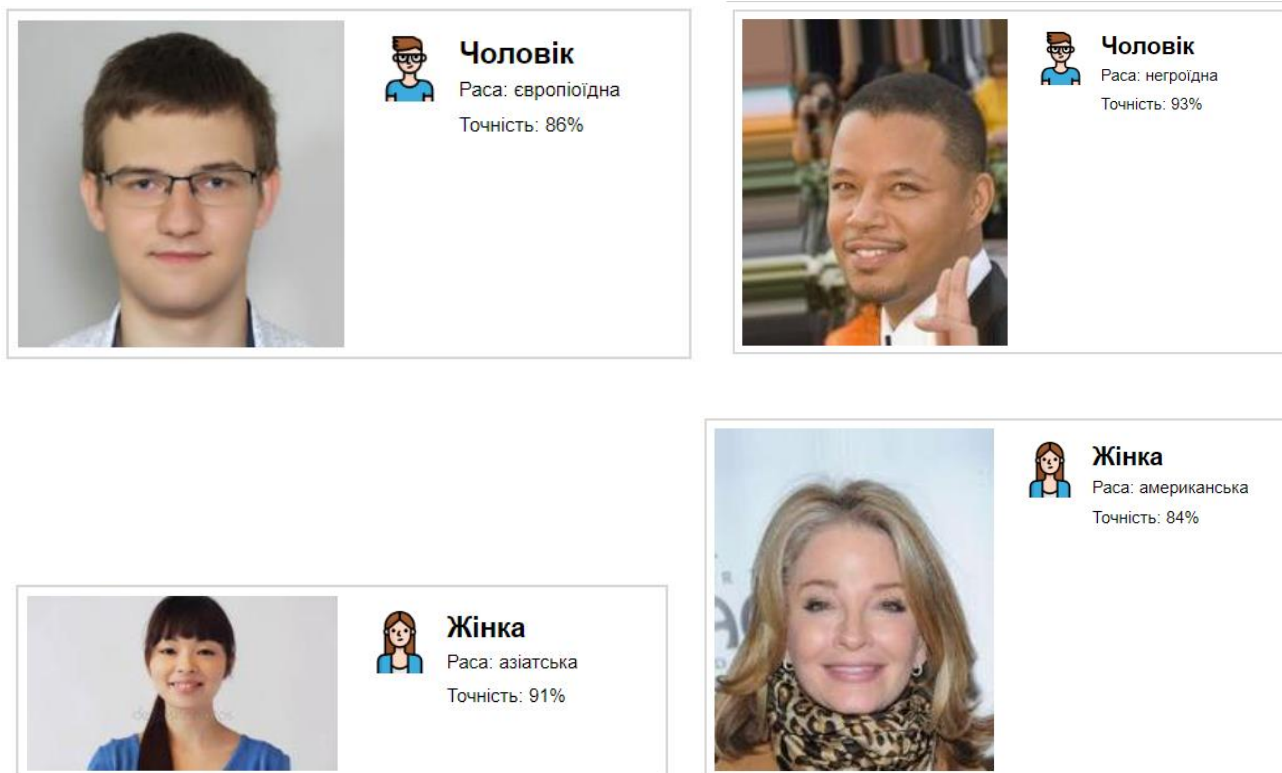 Чоловік
Раса: європіоїдна
Точність: 86%
Чоловік
Раса: негроїдна
Точність: 93%
Жінка
Раса: азіатська
Точність: 91%
Жінка
Раса: американська
Точність: 84%